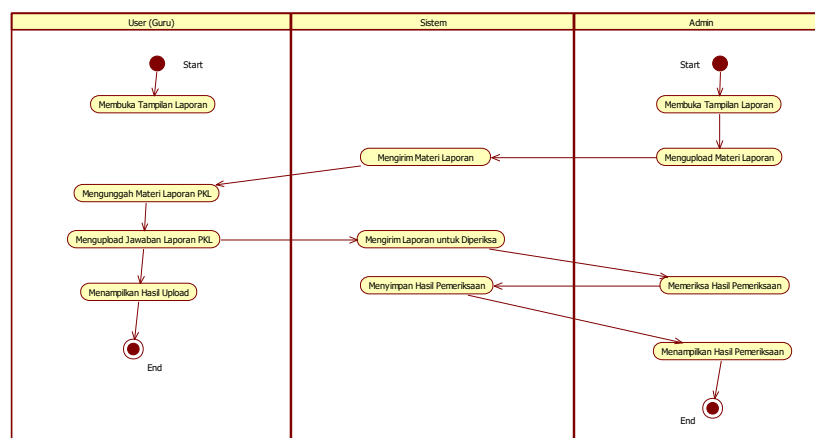 User (Guru)
Sistem
Admin
Start
Start
Membuka Tampilan Laporan
Membuka Tampilan Laporan
Mengirim Materi Laporan
Mengupload Materi Laporan
Mengunggah Materi Laporan PKL
Mengupload Jawaban Laporan PKL
Mengirim Laporan untuk Diperiksa
Menampilkan Hasil Upload
Menyimpan Hasil Pemeriksaan
Memeriksa Hasil Pemeriksaan
Menampilkan Hasil Pemeriksaan
End
End